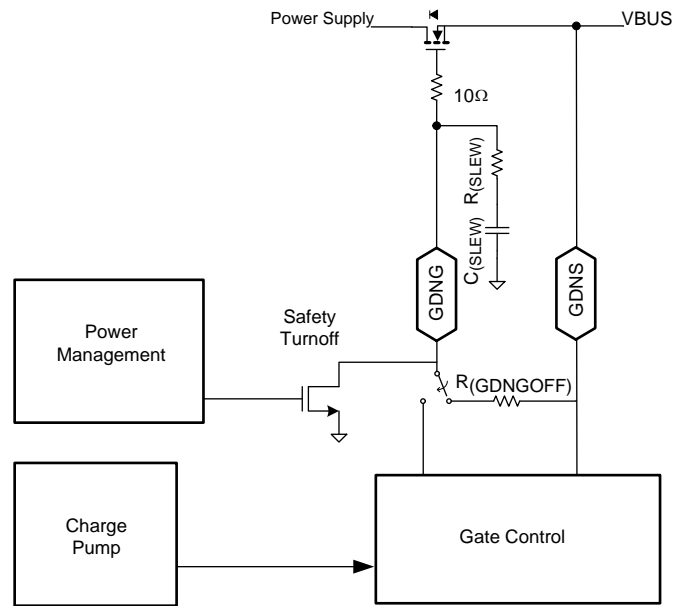 Power Supply
VBUS
10Ω
R(SLEW)
C(SLEW)
GDNG
GDNS
Power
Management
Safety
Turnoff
R(GDNGOFF)
Charge
Pump
Gate Control